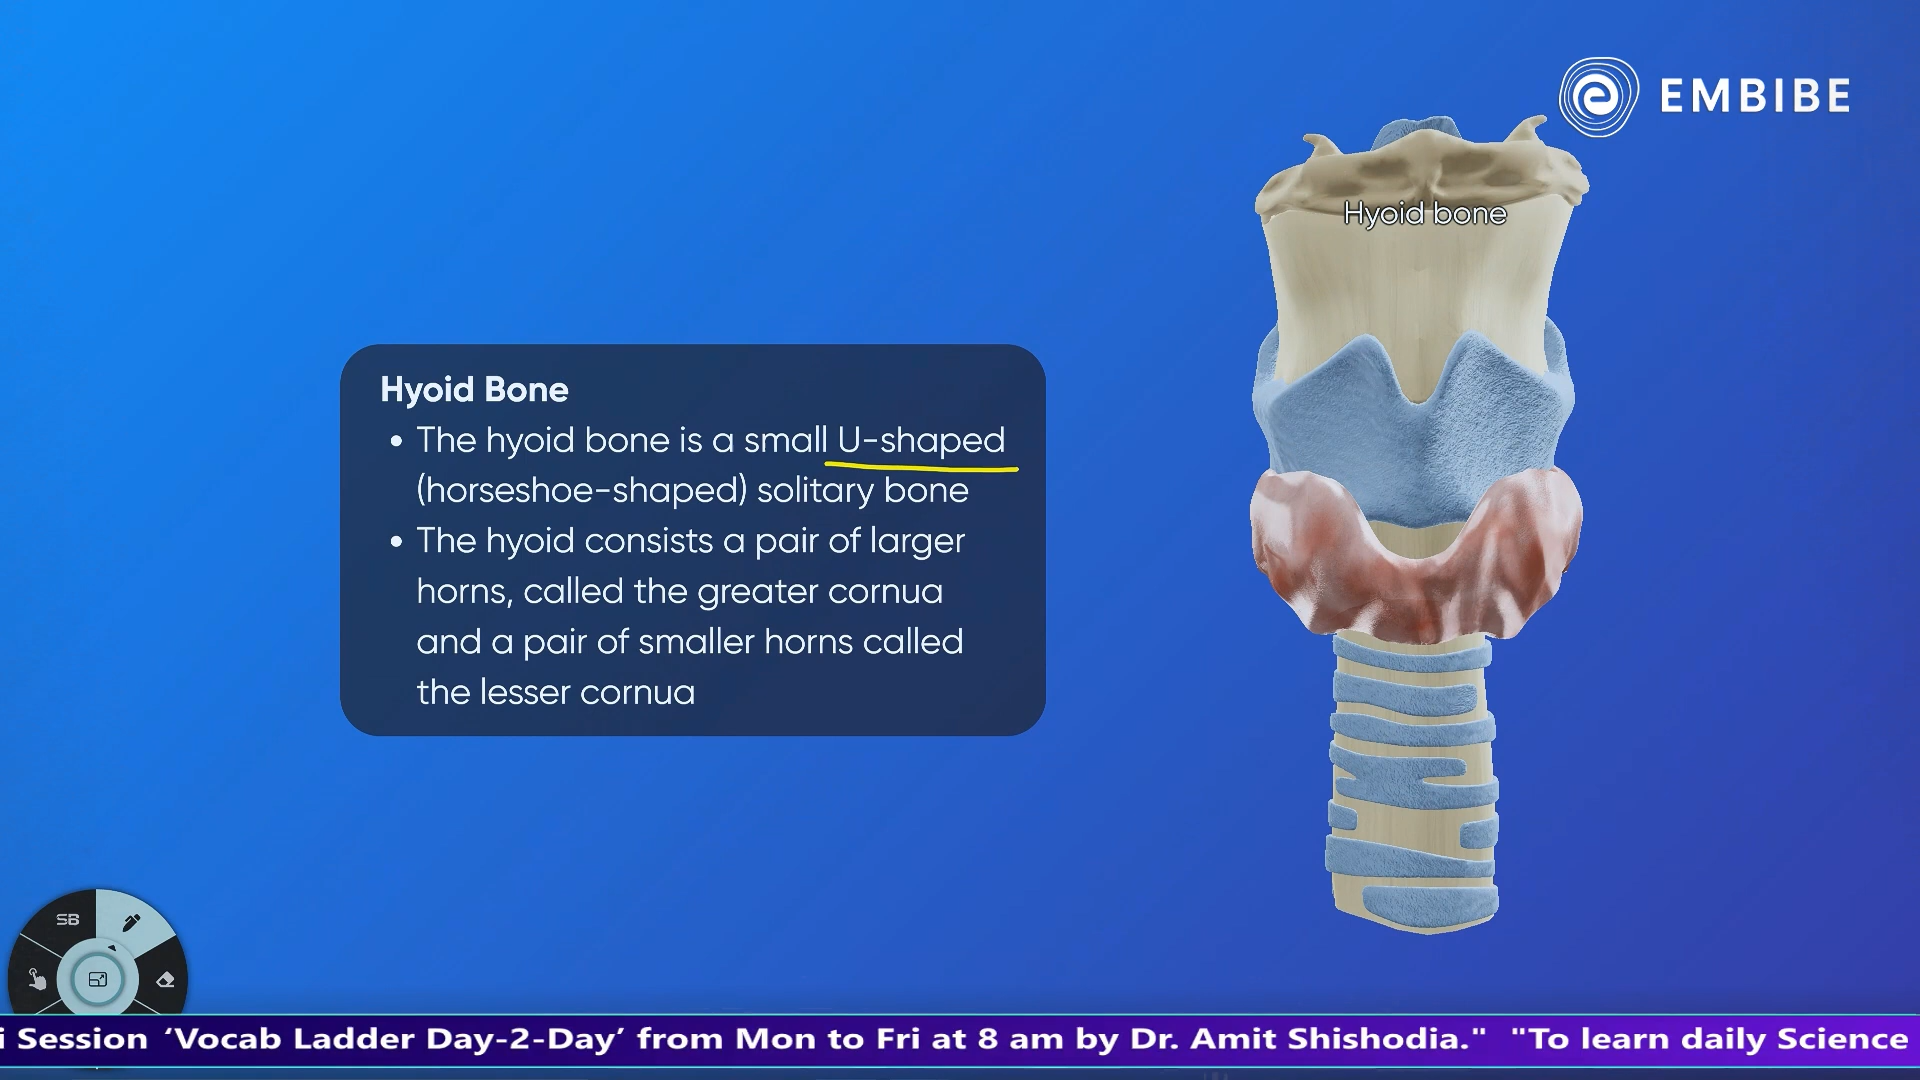 EMBIBE
Hyoid bone
Hyoid Bone
• The hyoid bone is a small U-shaped
(horseshoe-shaped) solitary bone
• The hyoid consists a pair of larger
horns, called the greater cornua
and a pair of smaller horns called
the lesser cornua
SB
i Session ‘Vocab Ladder Day-2-Day’ from Mon to Fri at 8 am by Dr. Amit Shishodia." "To learn daily Science